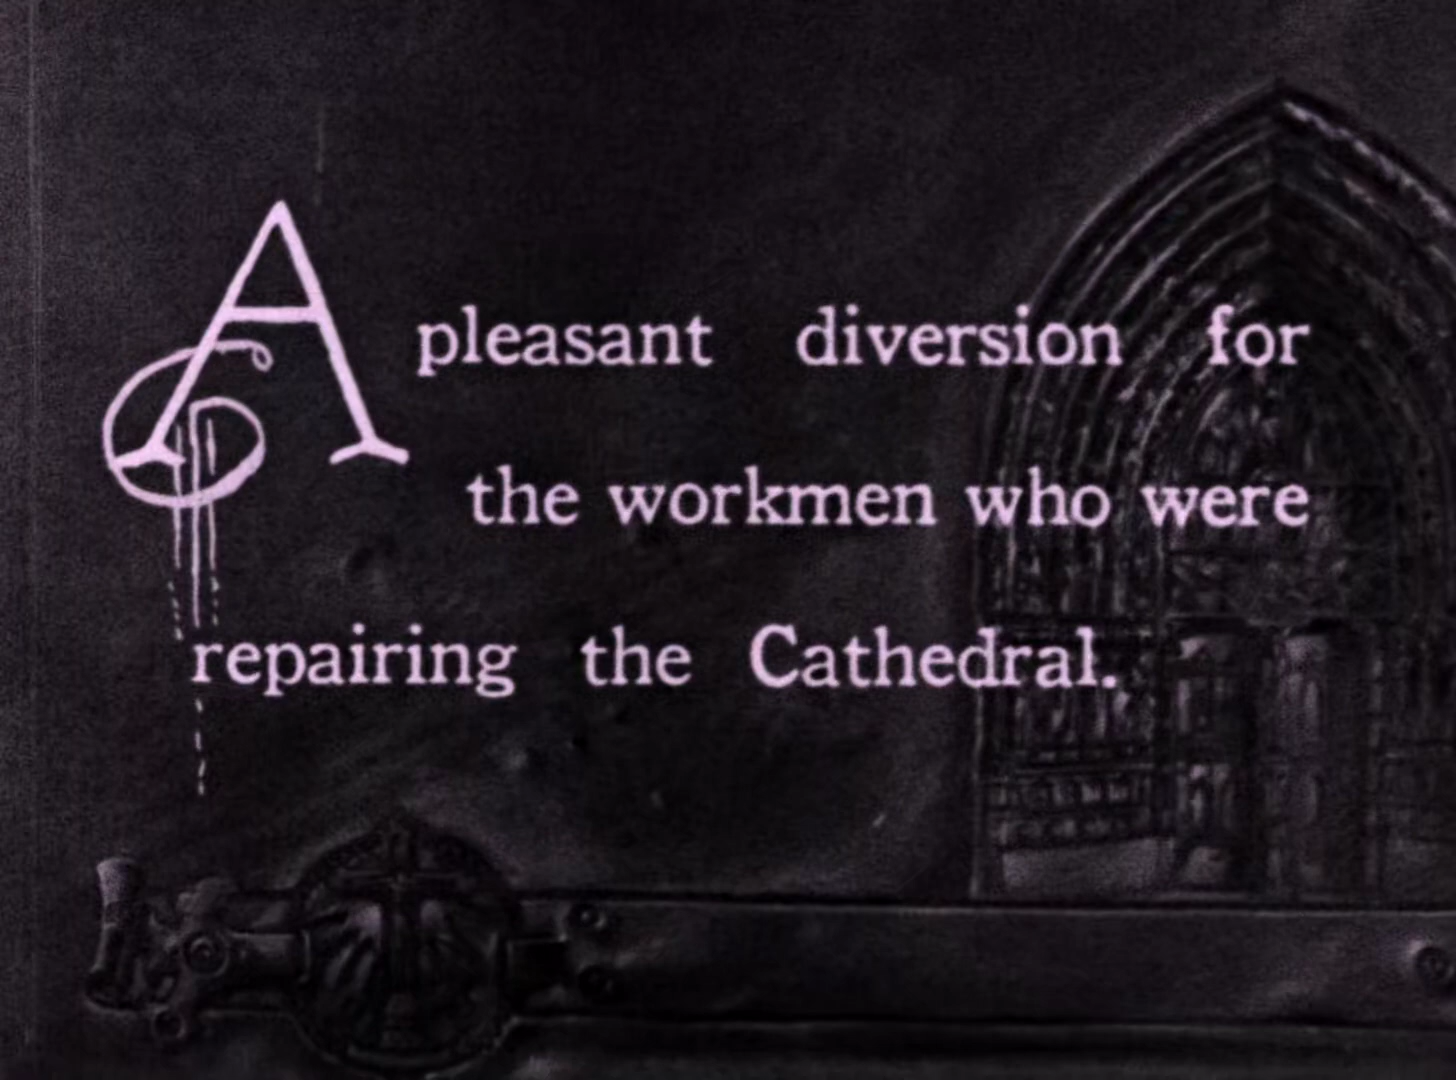 A pleasant diversion for
the workmen who were
repairing the Cathedral.